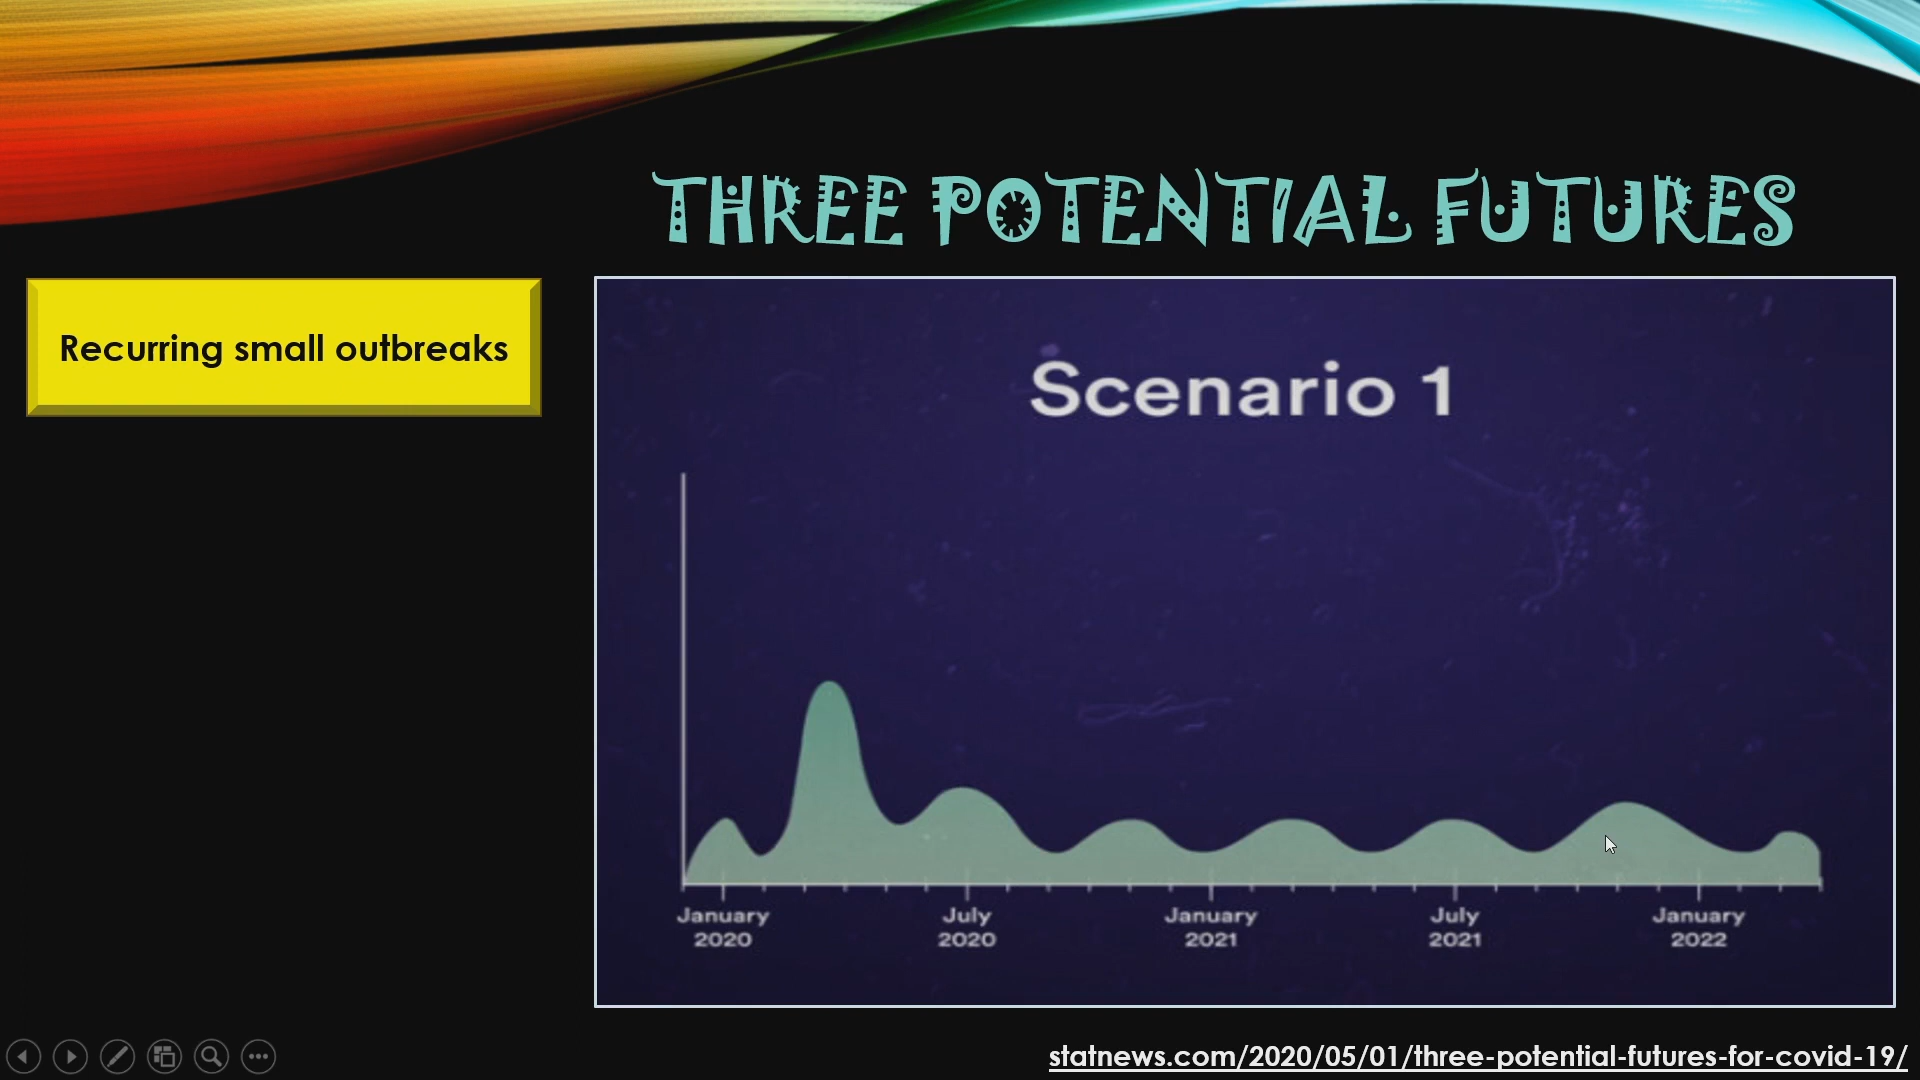 THREE POTENTIAL FUTURES
Recurring small outbreaks
Scenario 1
January July January July January
2020 2020 2021 2021 2022
statnews.com/2020/05/01/three-potential-futures-for-covid-19/